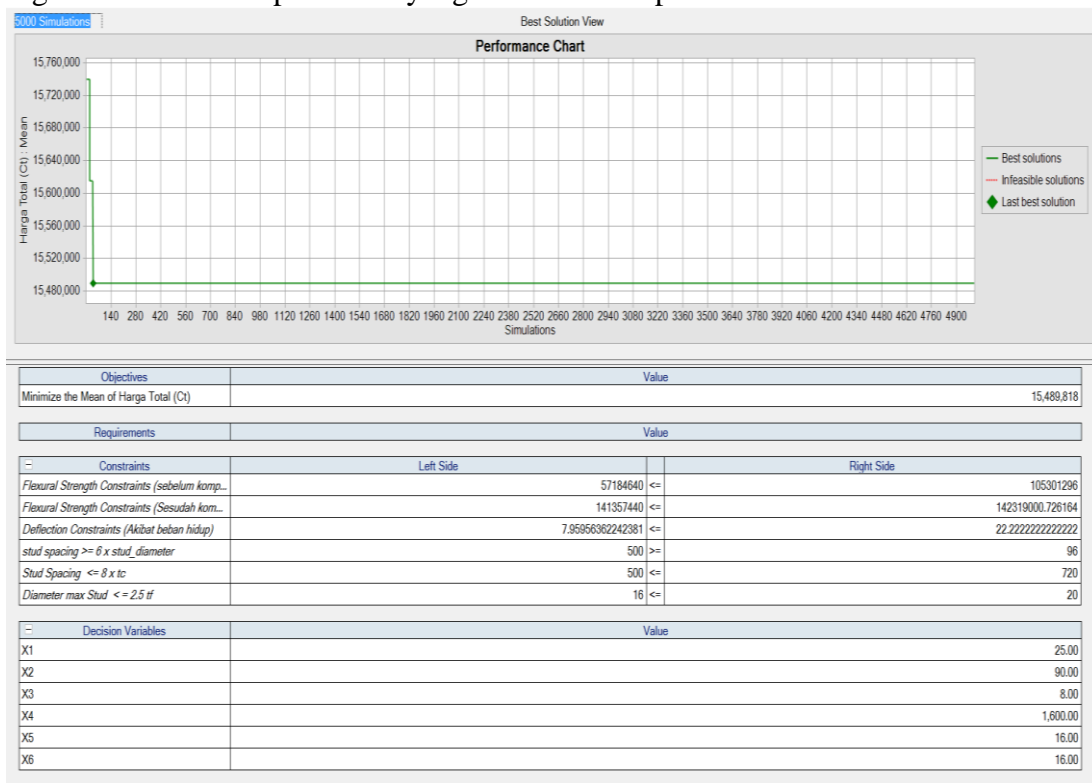 5000 Simulations
Best Solution View
Performance Chart
15,760,000
15,720,000
15,680,000
15,640,000
15,600,000
15,560,000
15,520,000
15,480,000
Harga Total (Ct) : Mean
140 280 420 560 700 840 980 1120 1260 1400 1540 1680 1820 1960 2100 2240 2380 2520 2660 2800 2940 3080 3220 3360 3500 3640 3780 3920 4060 4200 4340 4480 4620 4760 4900
Simulations
Best solutions
Infeasible solutions
Last best solution
Objectives Value
Minimize the Mean of Harga Total (Ct) 15,489,818
Requirements Value
Constraints Left Side Right Side
Flexural Strength Constraints (sebelum komp... 57184640 <= 105301296
Flexural Strength Constraints (Sesudah kom... 141357440 <= 142319000.726164
Deflection Constraints (Akibat beban hidup) 7.95956362242381 <= 22.2222222222222
stud spacing >= 6 x stud_diameter 500 >= 96
Stud Spacing <= 8 x tc 500 <= 720
Diameter max Stud < = 2.5 tf 16 <= 20
Decision Variables Value
X1 25.00
X2 90.00
X3 8.00
X4 1,600.00
X5 16.00
X6 16.00